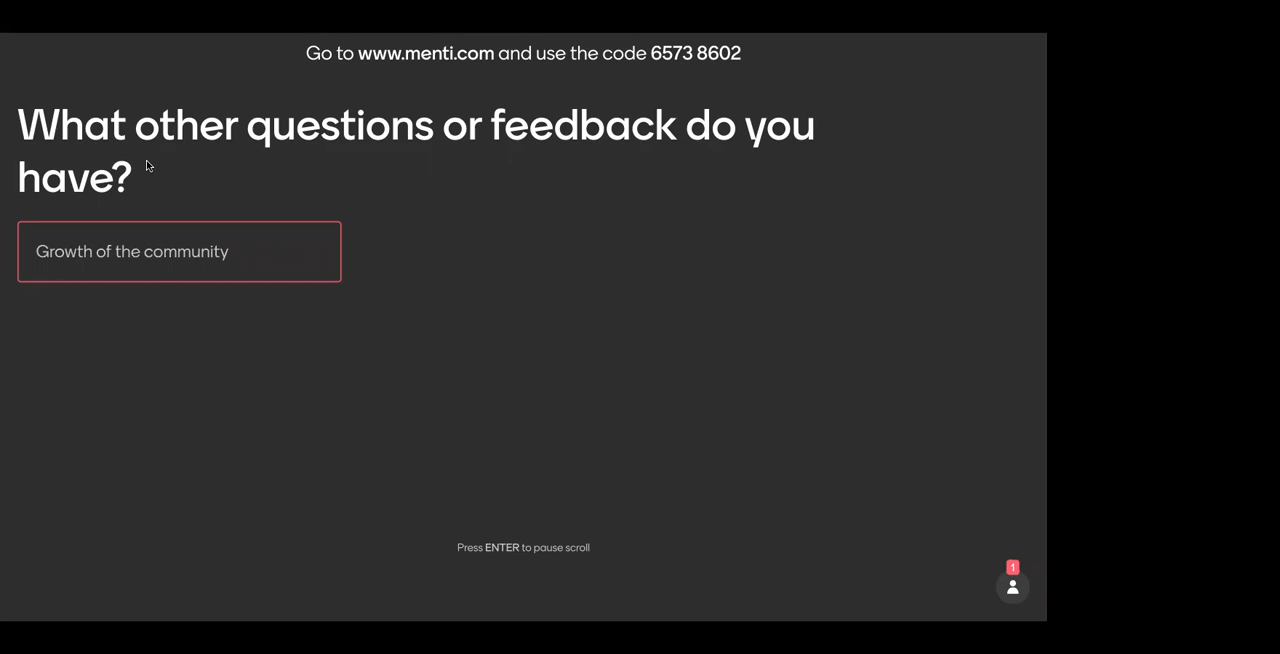 Go to www.menti.com and use the code 6573 8602
What other questions or feedback do you
have?
Growth of the community
Press ENTER to pause scroll
1